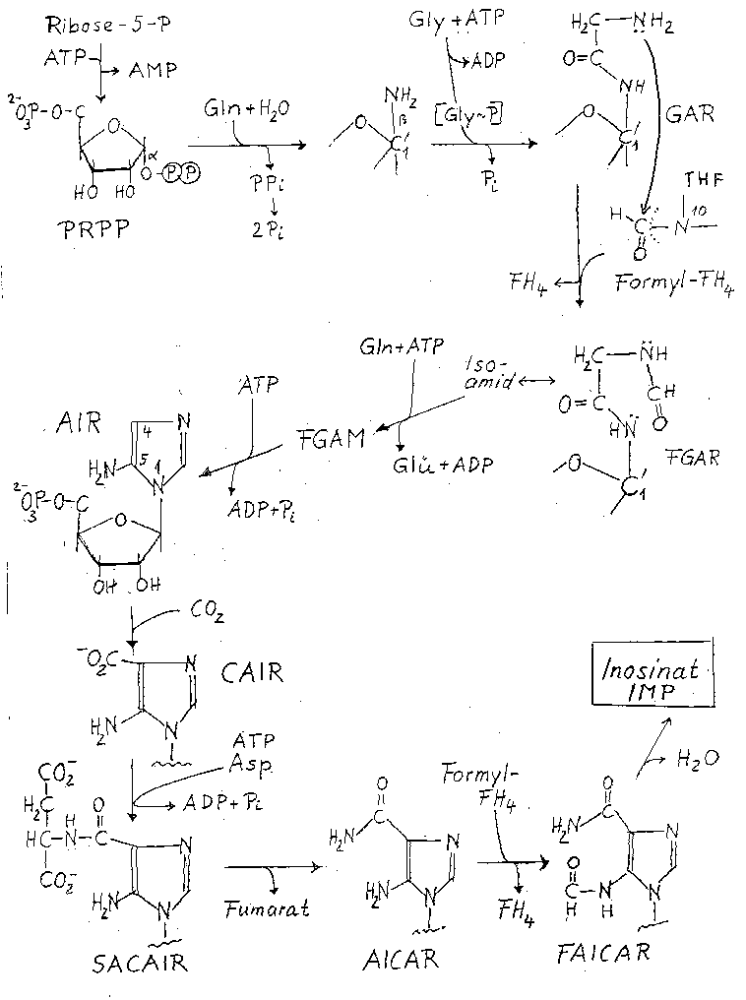 Ribose-5-P
ATP
AMP
²⁻O₃P-O-C
O
α
O-P P
HO HO
PRPP
Gln+H₂O
PPi
2Pi
NH₂
β
O
C1'
Gly+ATP
ADP
[Gly~P]
Pi
H₂C-NH₂
O=C
NH
O
C1'
GAR
THF
H C N 10
O
FH₄
Formyl-FH₄
H₂C-NH
O=C
CH
O
HN
O
C1'
FGAR
Iso-
amid
Gln+ATP
Glu+ADP
FGAM
ATP
ADP+Pi
AIR
4 N
H₂N 5 1
N
²⁻O₃P-O-C
O
OH OH
CO₂
⁻O₂C N
CAIR
H₂N N
ATP
Asp
ADP+Pi
CO₂⁻
H₂C
O
H
HC-N-C
N
CO₂⁻
H₂N
N
SACAIR
Fumarat
O
C
H₂N
N
H₂N
N
AICAR
Formyl-
FH₄
FH₄
O
C
H₂N
N
O
C-N
H H
N
FAICAR
H₂O
Inosinat
IMP